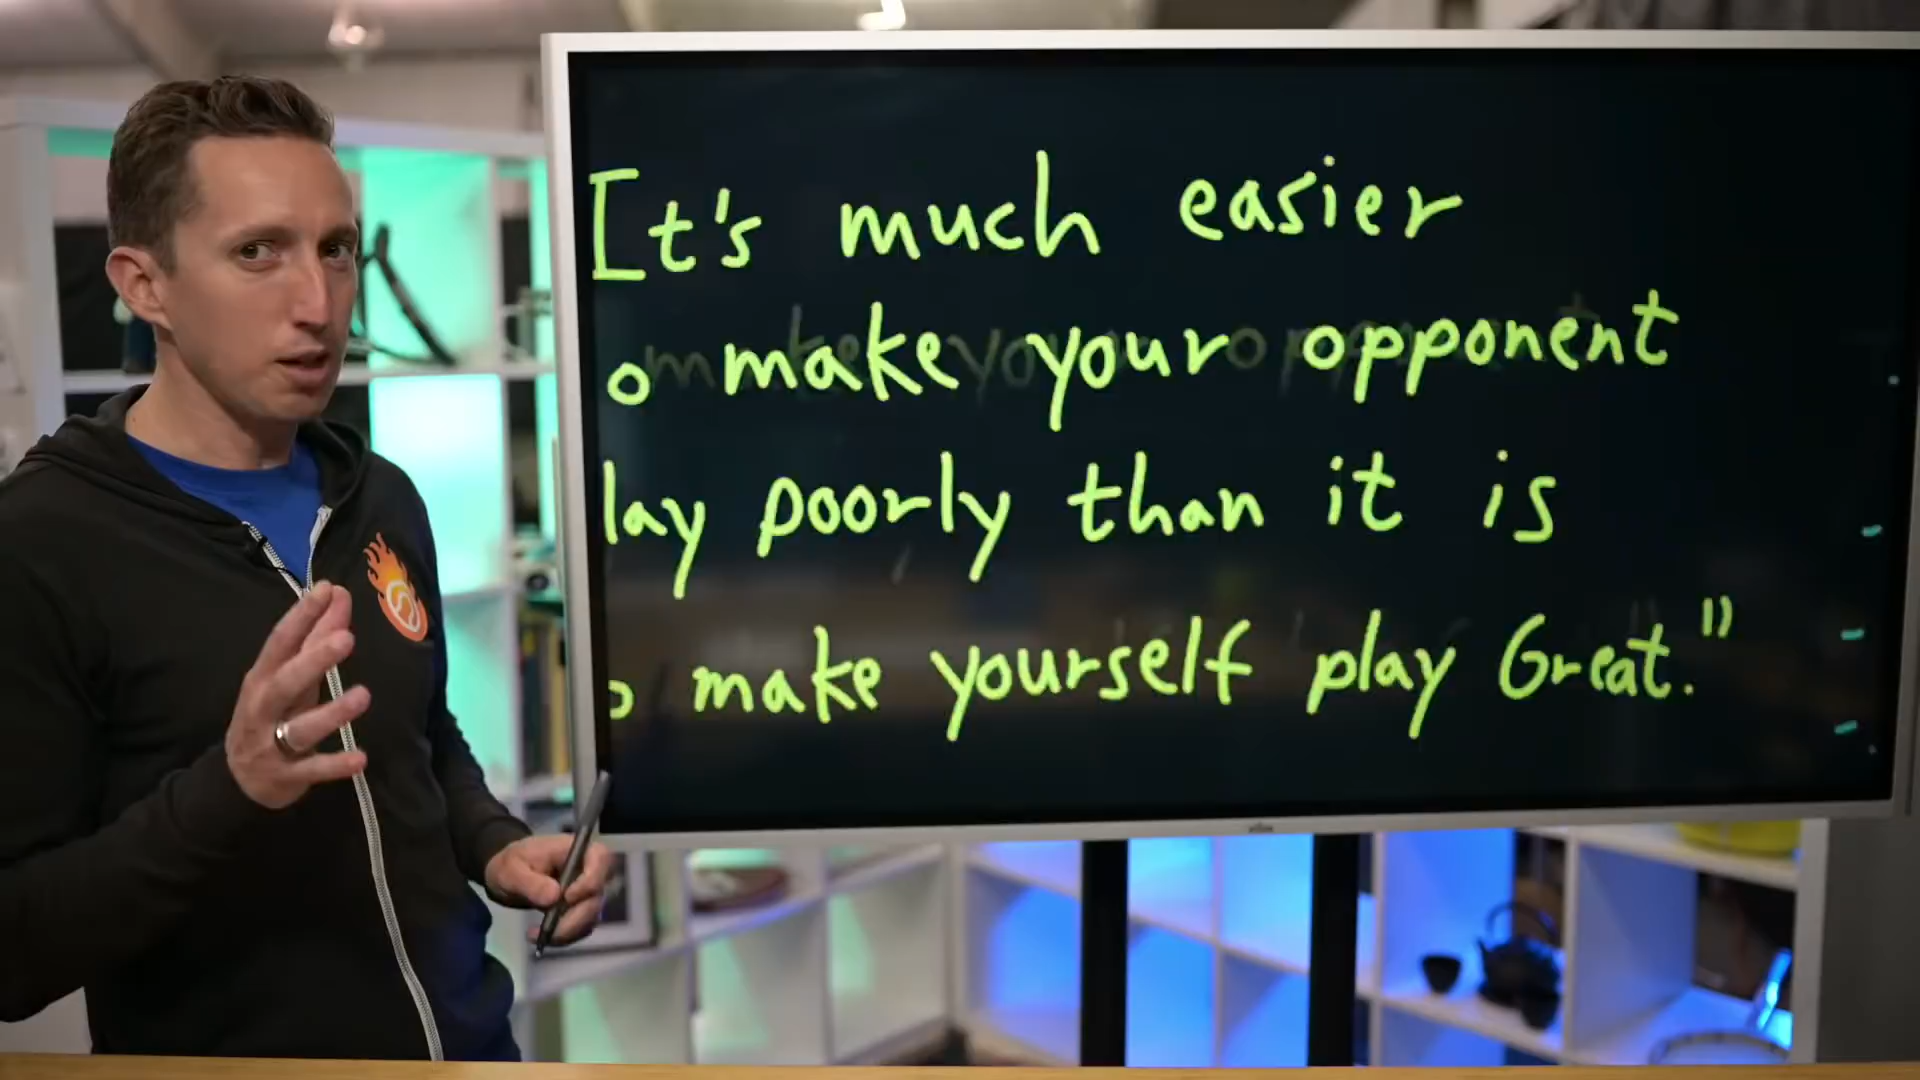 It's much easier
o make your opponent
lay poorly than it is
o make yourself play Great."